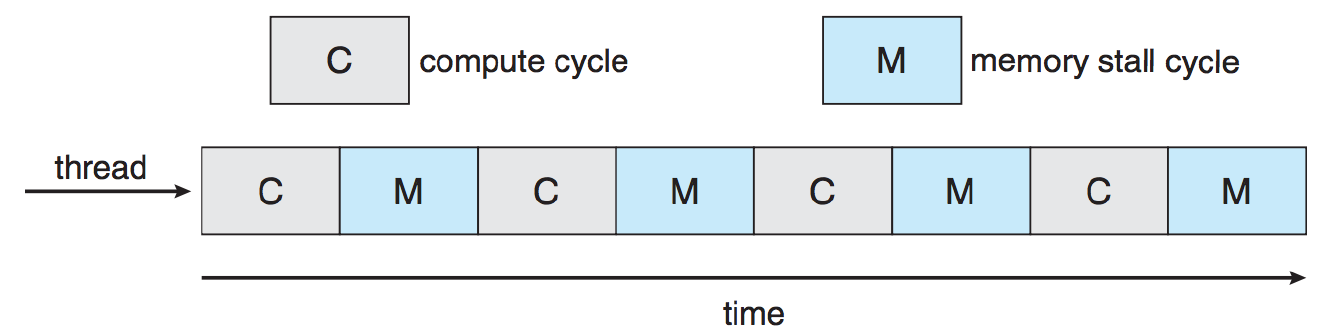 C compute cycle M memory stall cycle
thread
C M C M C M C M
time